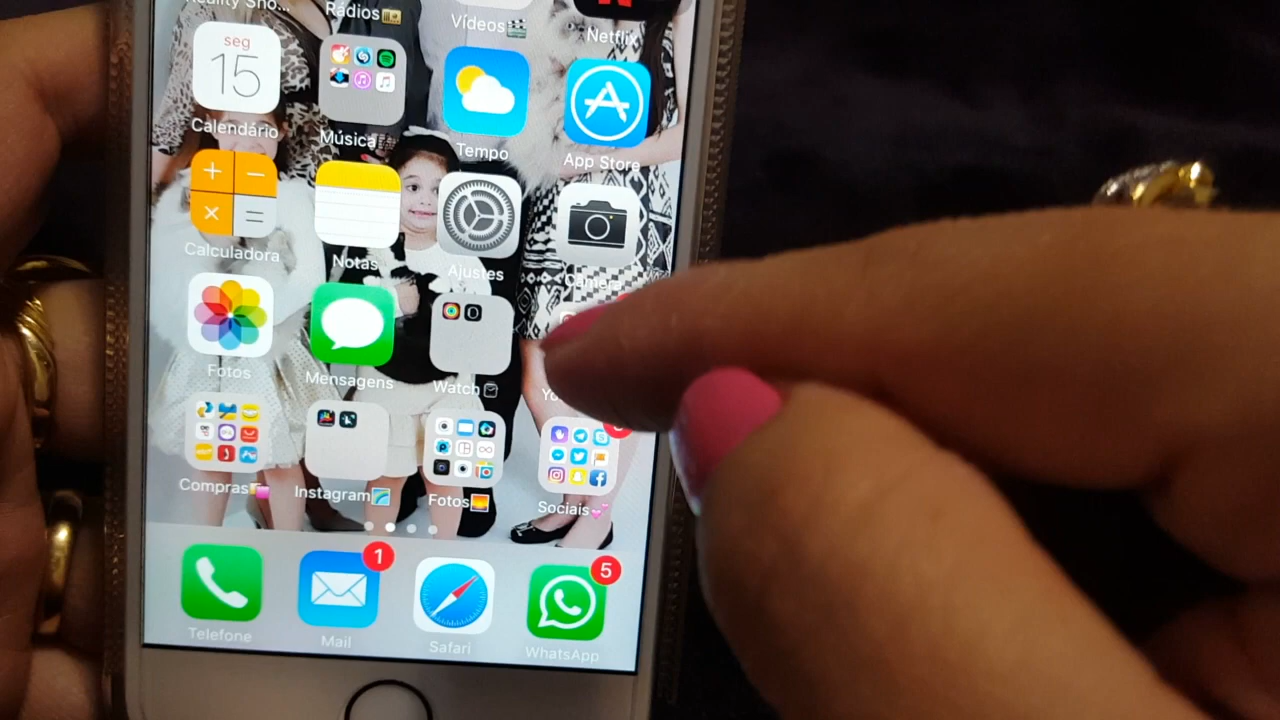 Reality Sho...
Rádios
Vídeos
Netflix
seg
15
Calendário
Música
Tempo
App Store
Calculadora
Notas
Ajustes
Câmera
Fotos
Mensagens
Watch
Yo
Compras
Instagram
Fotos
Sociais
1
5
Telefone
Mail
Safari
WhatsApp